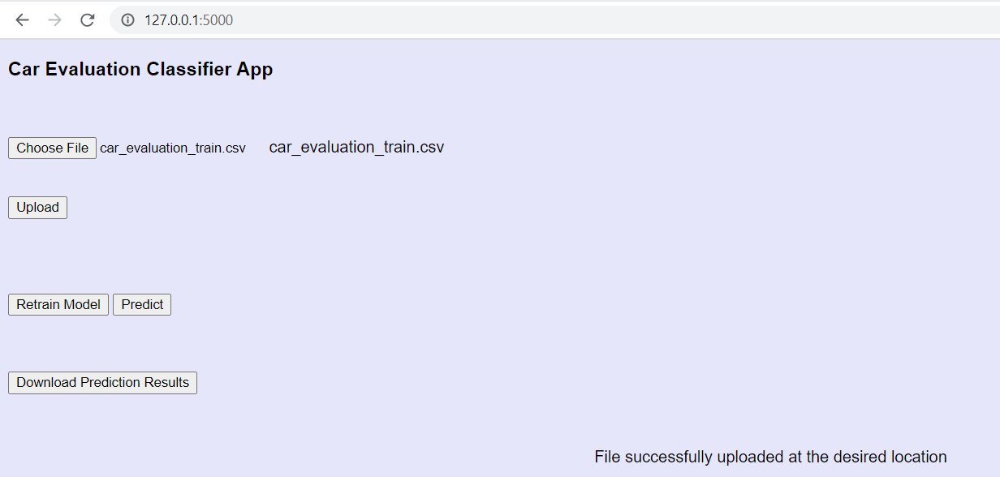 127.0.0.1:5000
Car Evaluation Classifier App
Choose File car_evaluation_train.csv car_evaluation_train.csv
Upload
Retrain Model Predict
Download Prediction Results
File successfully uploaded at the desired location